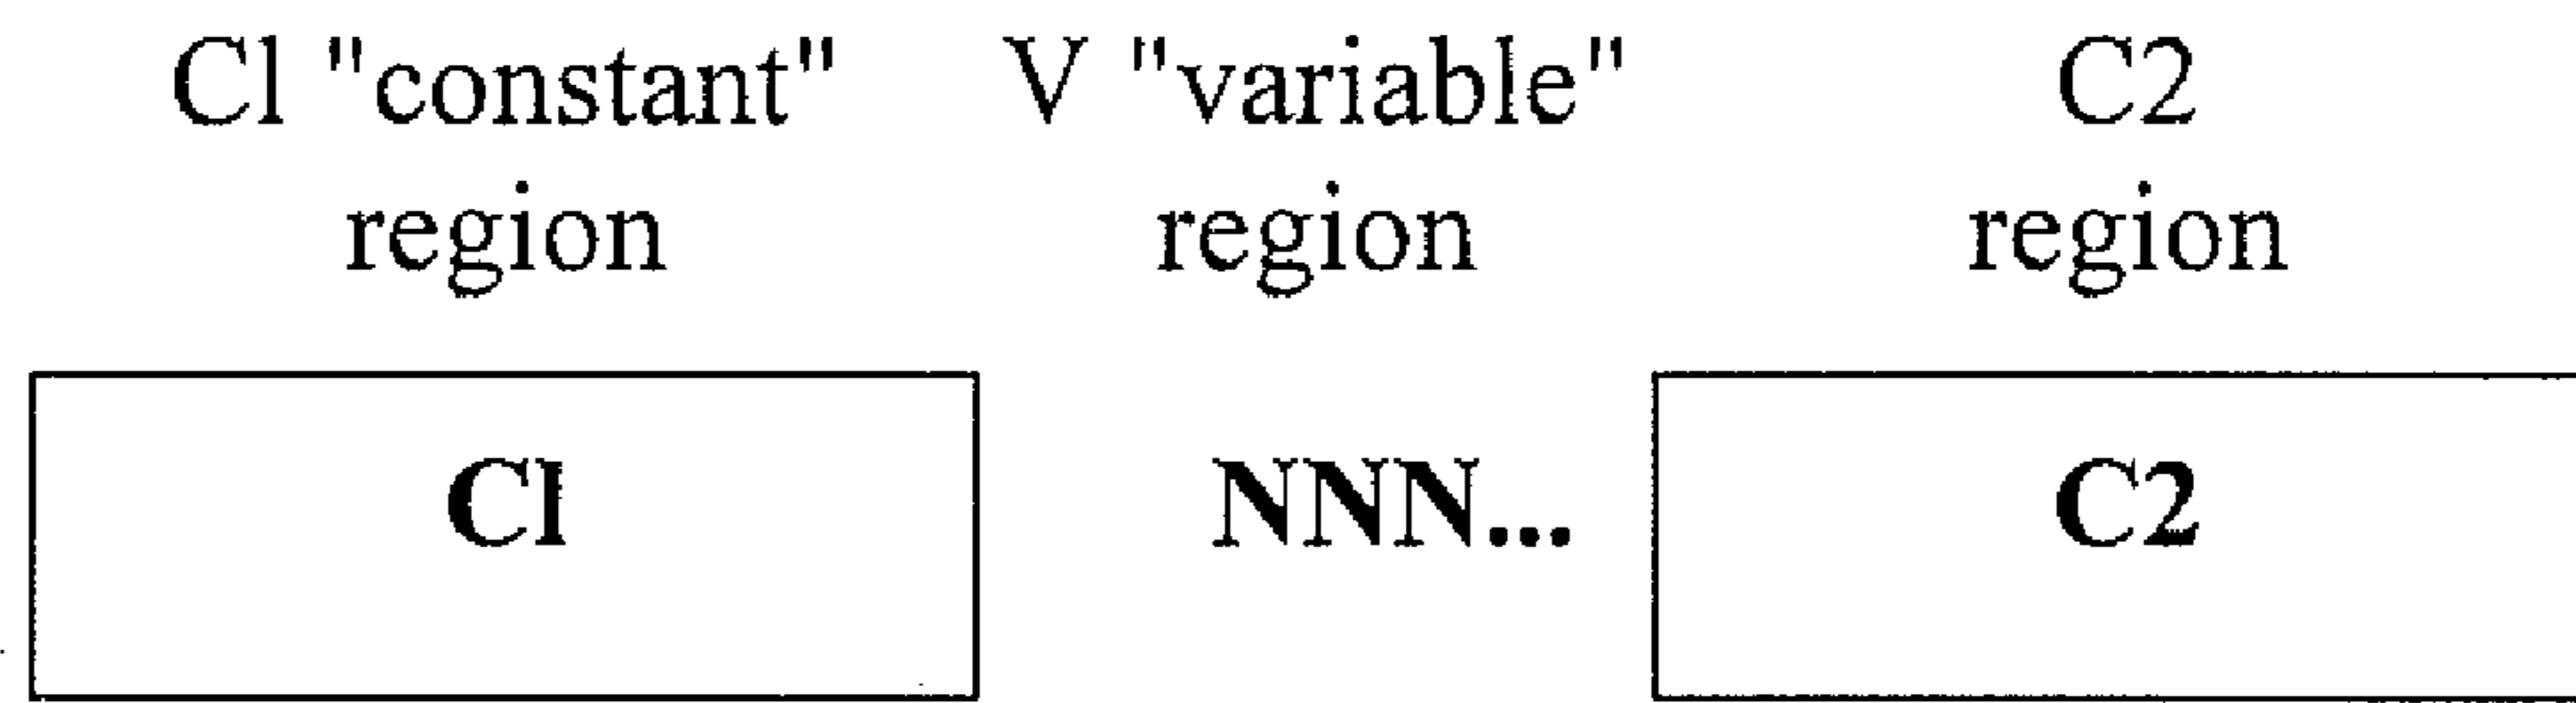 Cl "constant" V "variable" C2
region region region
Cl NNN... C2